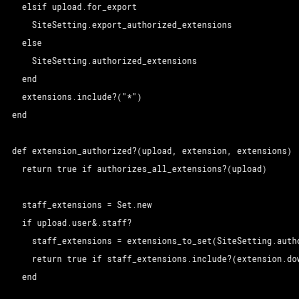 elsif upload.for_export
SiteSetting.export_authorized_extensions
else
SiteSetting.authorized_extensions
end
extensions.include?("*")
end
def extension_authorized?(upload, extension, extensions)
return true if authorizes_all_extensions?(upload)
staff_extensions = Set.new
if upload.user&.staff?
staff_extensions = extensions_to_set(SiteSetting.autho
return true if staff_extensions.include?(extension.dow
end